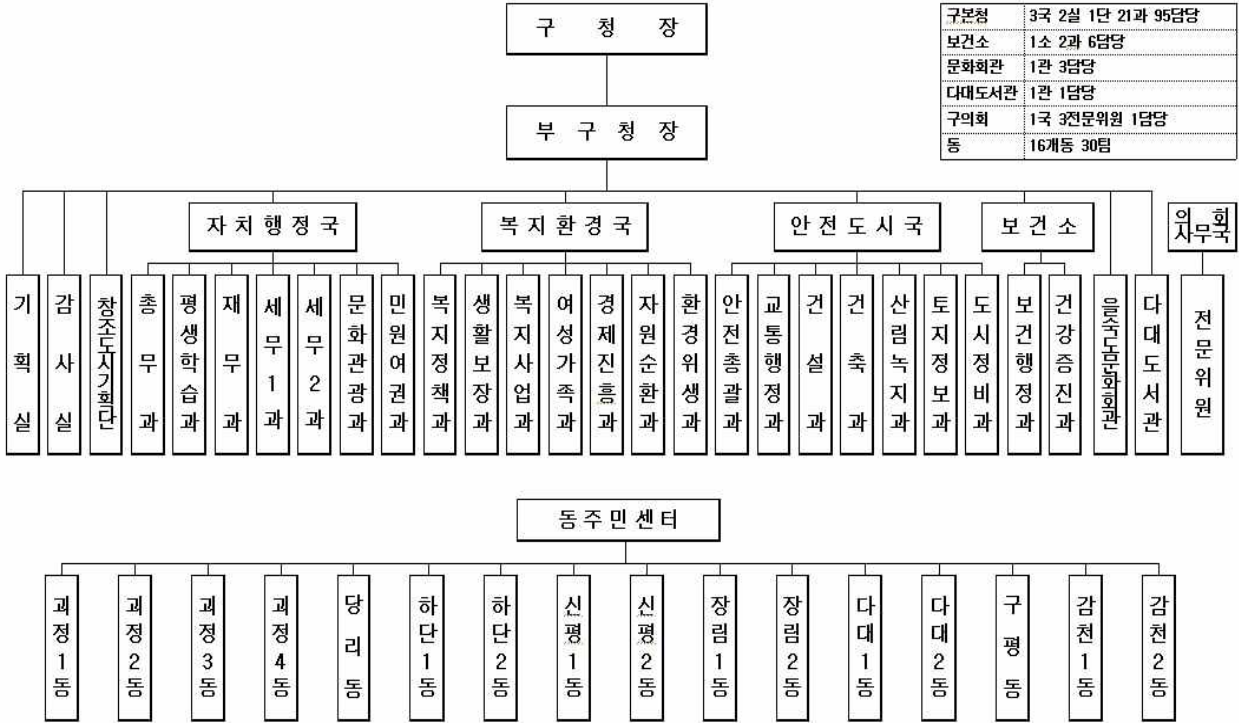 구 청 장
구본청 3국 2실 1단 21과 95담당
보건소 1소 2과 6담당
문화회관 1관 3담당
다대도서관 1관 1담당
구의회 1국 3전문위원 1담당
동 16개동 30팀
부 구 청 장
자치행정국
복지환경국
안전도시국
보건소
의 회
사무국
기획실
감사실
창조도시기획단
총무과
평생학습과
재무과
세무1과
세무2과
문화관광과
민원여권과
복지정책과
생활보장과
복지사업과
여성가족과
경제진흥과
자원순환과
환경위생과
안전총괄과
교통행정과
건설과
건축과
산림녹지과
토지정보과
도시정비과
보건행정과
건강증진과
을숙도문화회관
다대도서관
전문위원
동주민센터
괴정1동
괴정2동
괴정3동
괴정4동
당리동
하단1동
하단2동
신평1동
신평2동
장림1동
장림2동
다대1동
다대2동
구평동
감천1동
감천2동